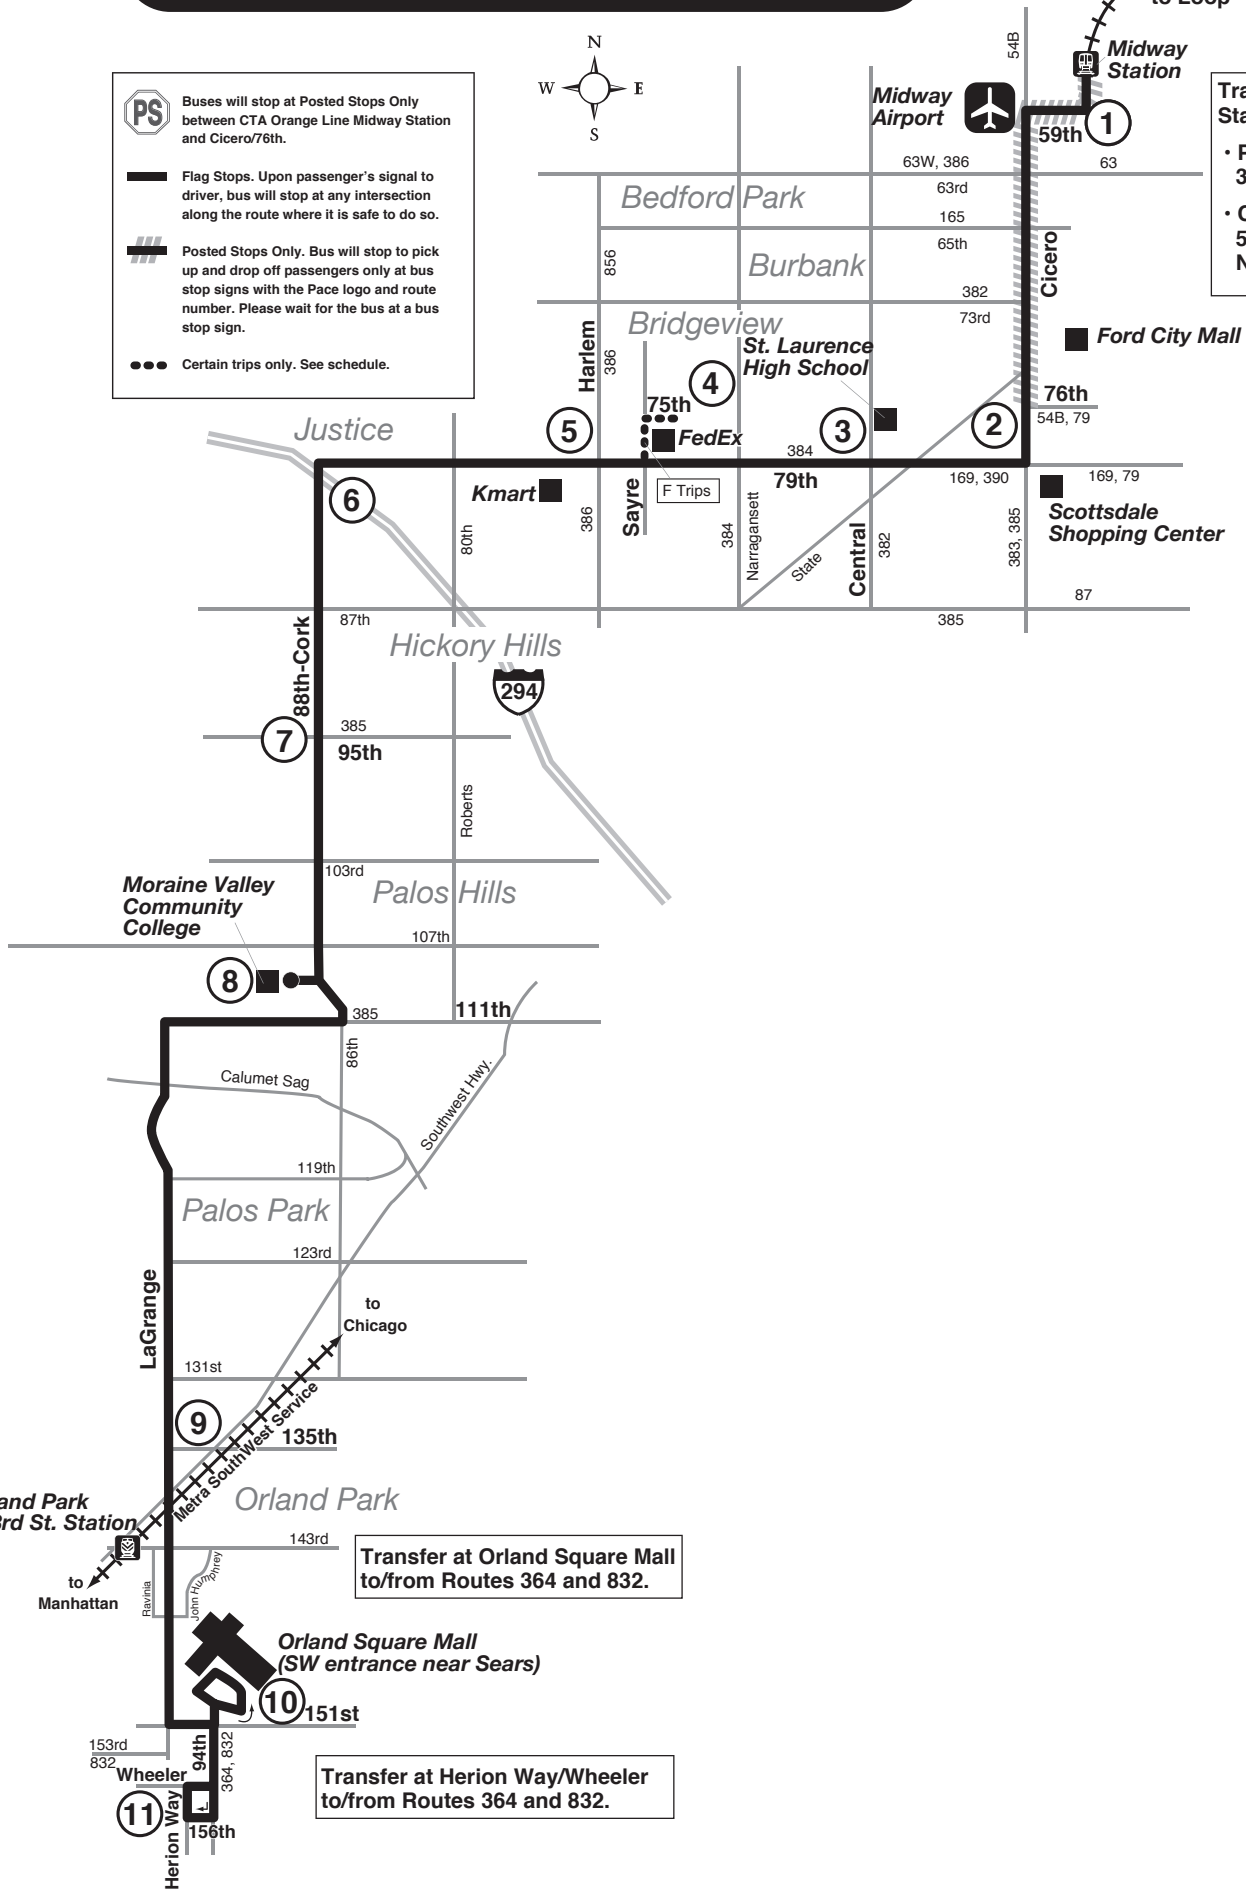 to Loop
N
W
E
S
54B
Midway
Station
PS
Buses will stop at Posted Stops Only
between CTA Orange Line Midway Station
and Cicero/76th.
Flag Stops. Upon passenger's signal to
driver, bus will stop at any intersection
along the route where it is safe to do so.
Posted Stops Only. Bus will stop to pick
up and drop off passengers only at bus
stop signs with the Pace logo and route
number. Please wait for the bus at a bus
stop sign.
Certain trips only. See schedule.
Midway
Airport
59th
1
63W, 386
63
63rd
Bedford Park
165
65th
856
Burbank
Cicero
382
73rd
Bridgeview
Harlem
386
St. Laurence
High School
Ford City Mall
4
75th
76th
54B, 79
Justice
5
FedEx
3
2
384
79th
169, 390
169, 79
6
Kmart
F Trips
Sayre
386
80th
384
Narragansett
State
Central
382
383, 385
Scottsdale
Shopping Center
87
87th
385
Hickory Hills
88th-Cork
294
7
385
95th
Roberts
103rd
Moraine Valley
Community
College
Palos Hills
107th
8
385
111th
86th
Calumet Sag
Southwest Hwy.
119th
Palos Park
123rd
LaGrange
to
Chicago
131st
9
135th
Metra SouthWest Service
and Park
rd St. Station
Orland Park
143rd
to
Manhattan
Ravinia
John Humphrey
Transfer at Orland Square Mall
to/from Routes 364 and 832.
Orland Square Mall
(SW entrance near Sears)
10
151st
153rd
832
94th
364, 832
Wheeler
11
Herion Way
156th
Transfer at Herion Way/Wheeler
to/from Routes 364 and 832.